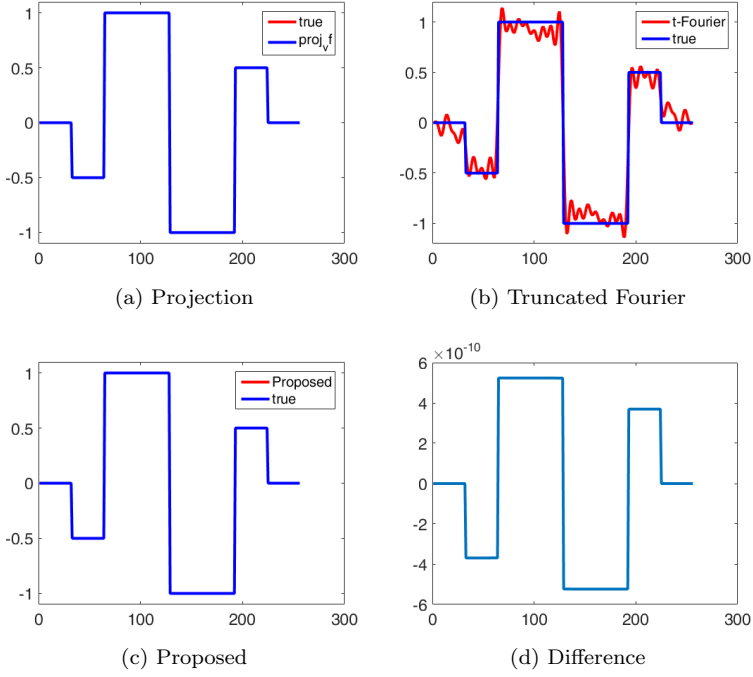 1
0.5
0
-0.5
-1
0 100 200 300
true
proj_v f
(a) Projection
1
0.5
0
-0.5
-1
0 100 200 300
t-Fourier
true
(b) Truncated Fourier
1
0.5
0
-0.5
-1
0 100 200 300
Proposed
true
(c) Proposed
×10^-10
6
4
2
0
-2
-4
-6
0 100 200 300
(d) Difference